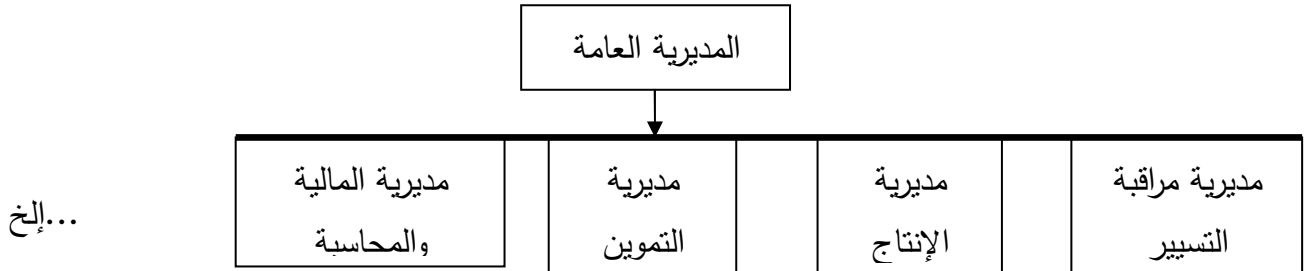 المديرية العامة
مديرية مراقبة
التسيير
مديرية
الإنتاج
مديرية
التموين
مديرية المالية
والمحاسبة
...إلخ